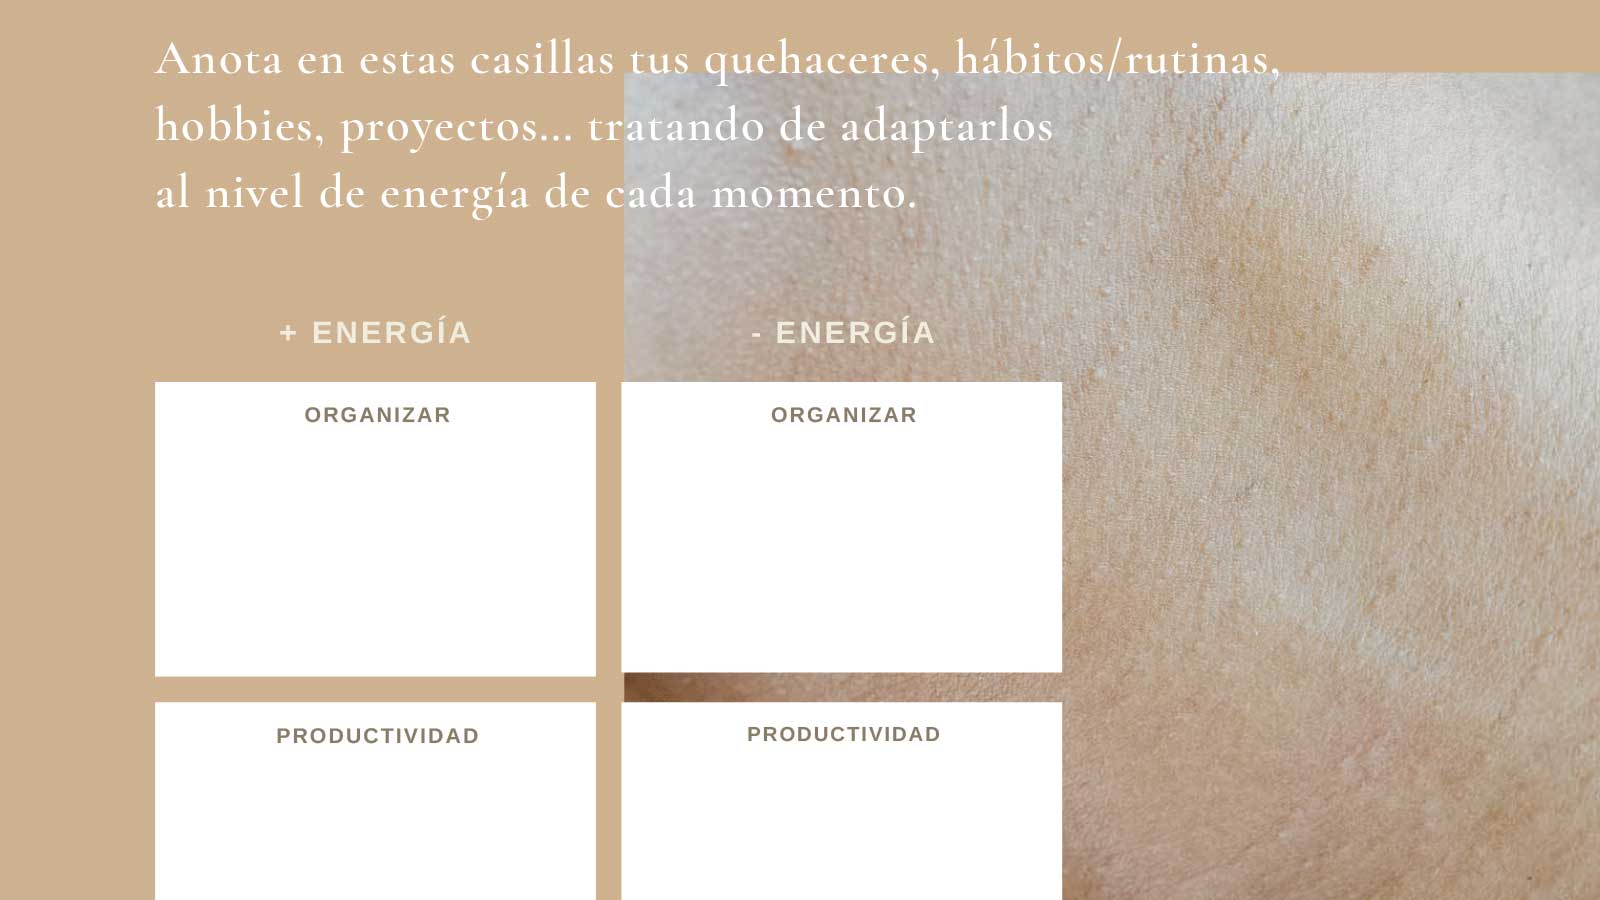 Anota en estas casillas tus quehaceres, hábitos/rutinas,
hobbies, proyectos... tratando de adaptarlos
al nivel de energía de cada momento.
+ ENERGÍA
- ENERGÍA
ORGANIZAR
ORGANIZAR
PRODUCTIVIDAD
PRODUCTIVIDAD